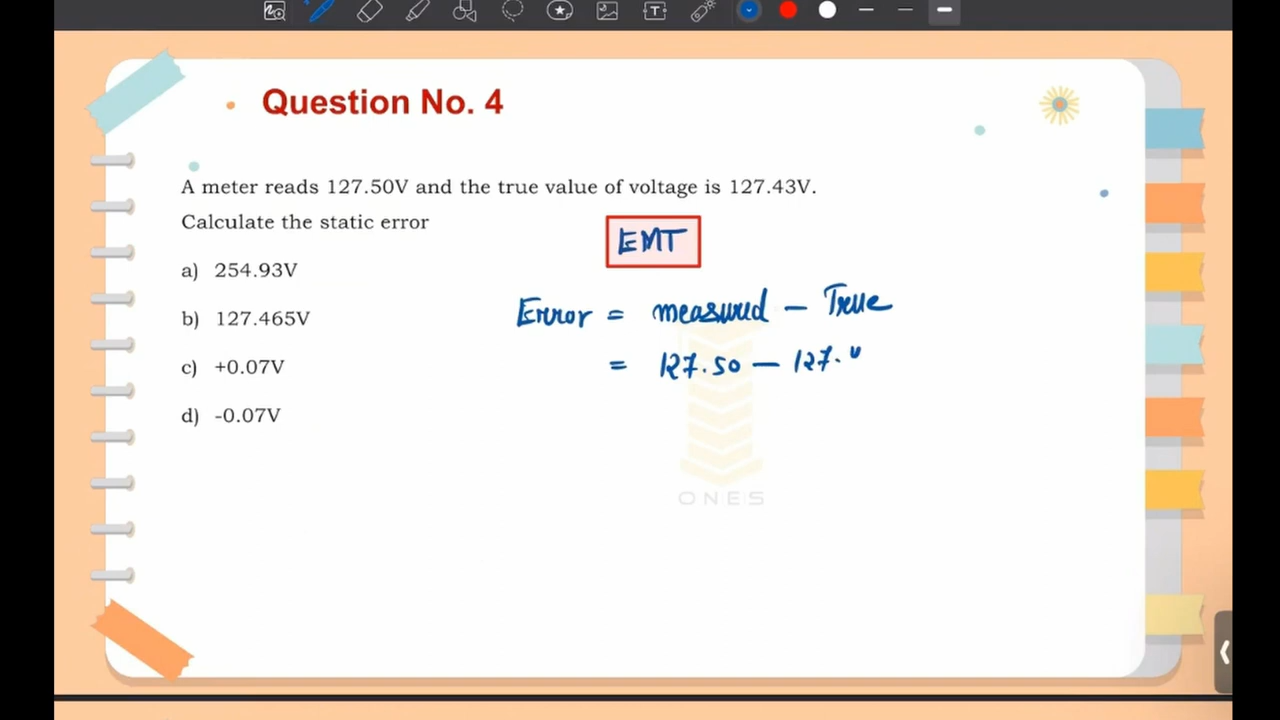 Question No. 4
A meter reads 127.50V and the true value of voltage is 127.43V.
Calculate the static error
EMT
a) 254.93V
b) 127.465V
c) +0.07V
d) -0.07V
Error = measured – True
= 127.50 – 127.
ONES